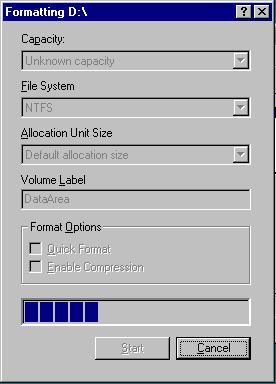 Formatting D:\
Capacity:
Unknown capacity
File System
NTFS
Allocation Unit Size
Default allocation size
Volume Label
DataArea
Format Options
Quick Format
Enable Compression
Start
Cancel